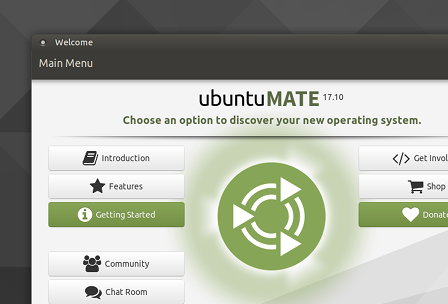 Welcome
Main Menu
ubuntuMATE 17.10
Choose an option to discover your new operating system.
Introduction
Features
Getting Started
Community
Chat Room
Get Invol
Shop
Donate